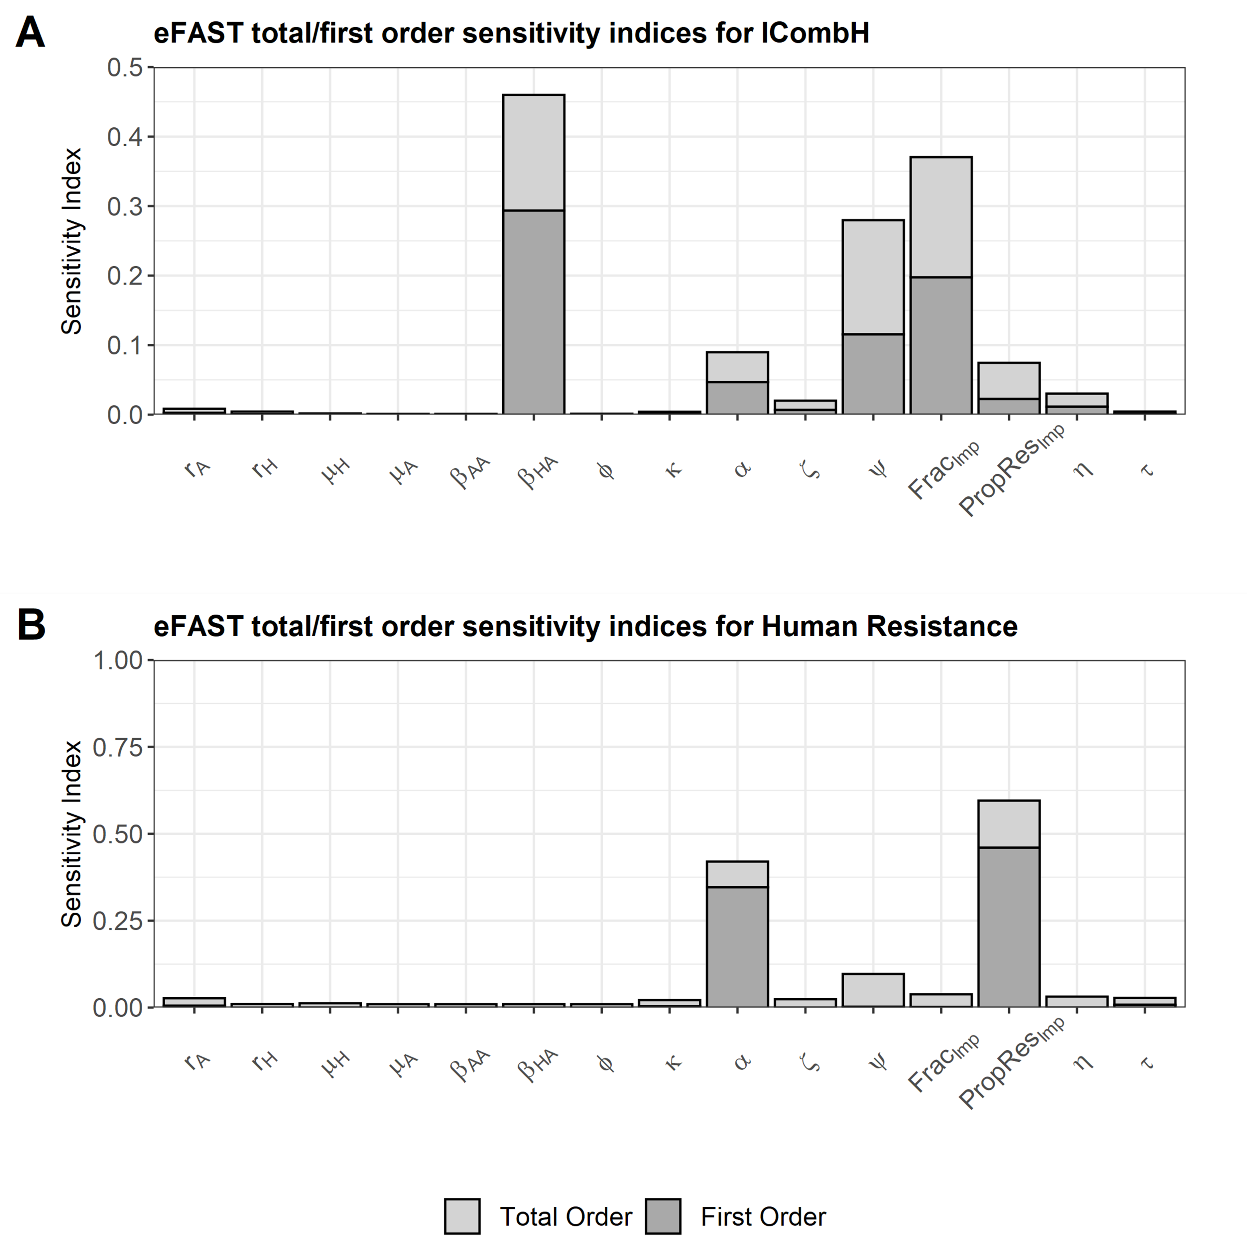 A
eFAST total/first order sensitivity indices for ICombH
Sensitivity Index
0.5
0.4
0.3
0.2
0.1
0.0
rA rH μH μA βAA βHA ϕ κ α ζ ψ FracImp PropResImp η τ
B
eFAST total/first order sensitivity indices for Human Resistance
Sensitivity Index
1.00
0.75
0.50
0.25
0.00
rA rH μH μA βAA βHA ϕ κ α ζ ψ FracImp PropResImp η τ
Total Order First Order